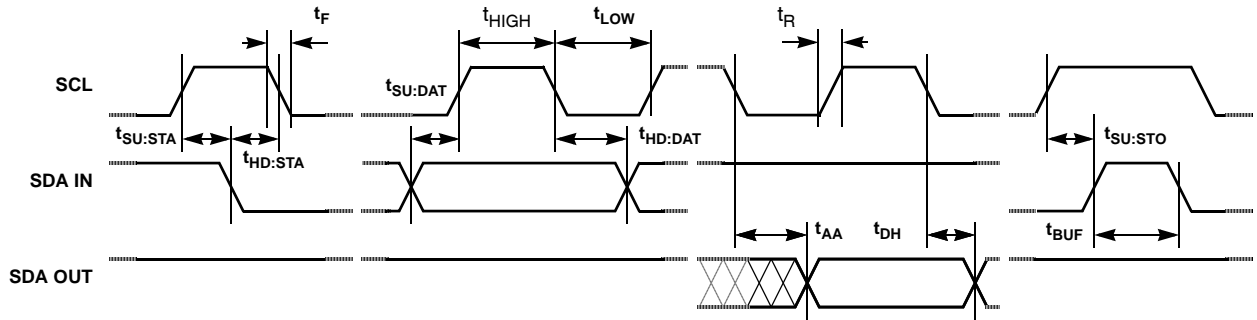 tF
tHIGH
tLOW
tR
SCL
tSU:DAT
tSU:STA
tHD:STA
tHD:DAT
tSU:STO
SDA IN
tAA
tDH
tBUF
SDA OUT